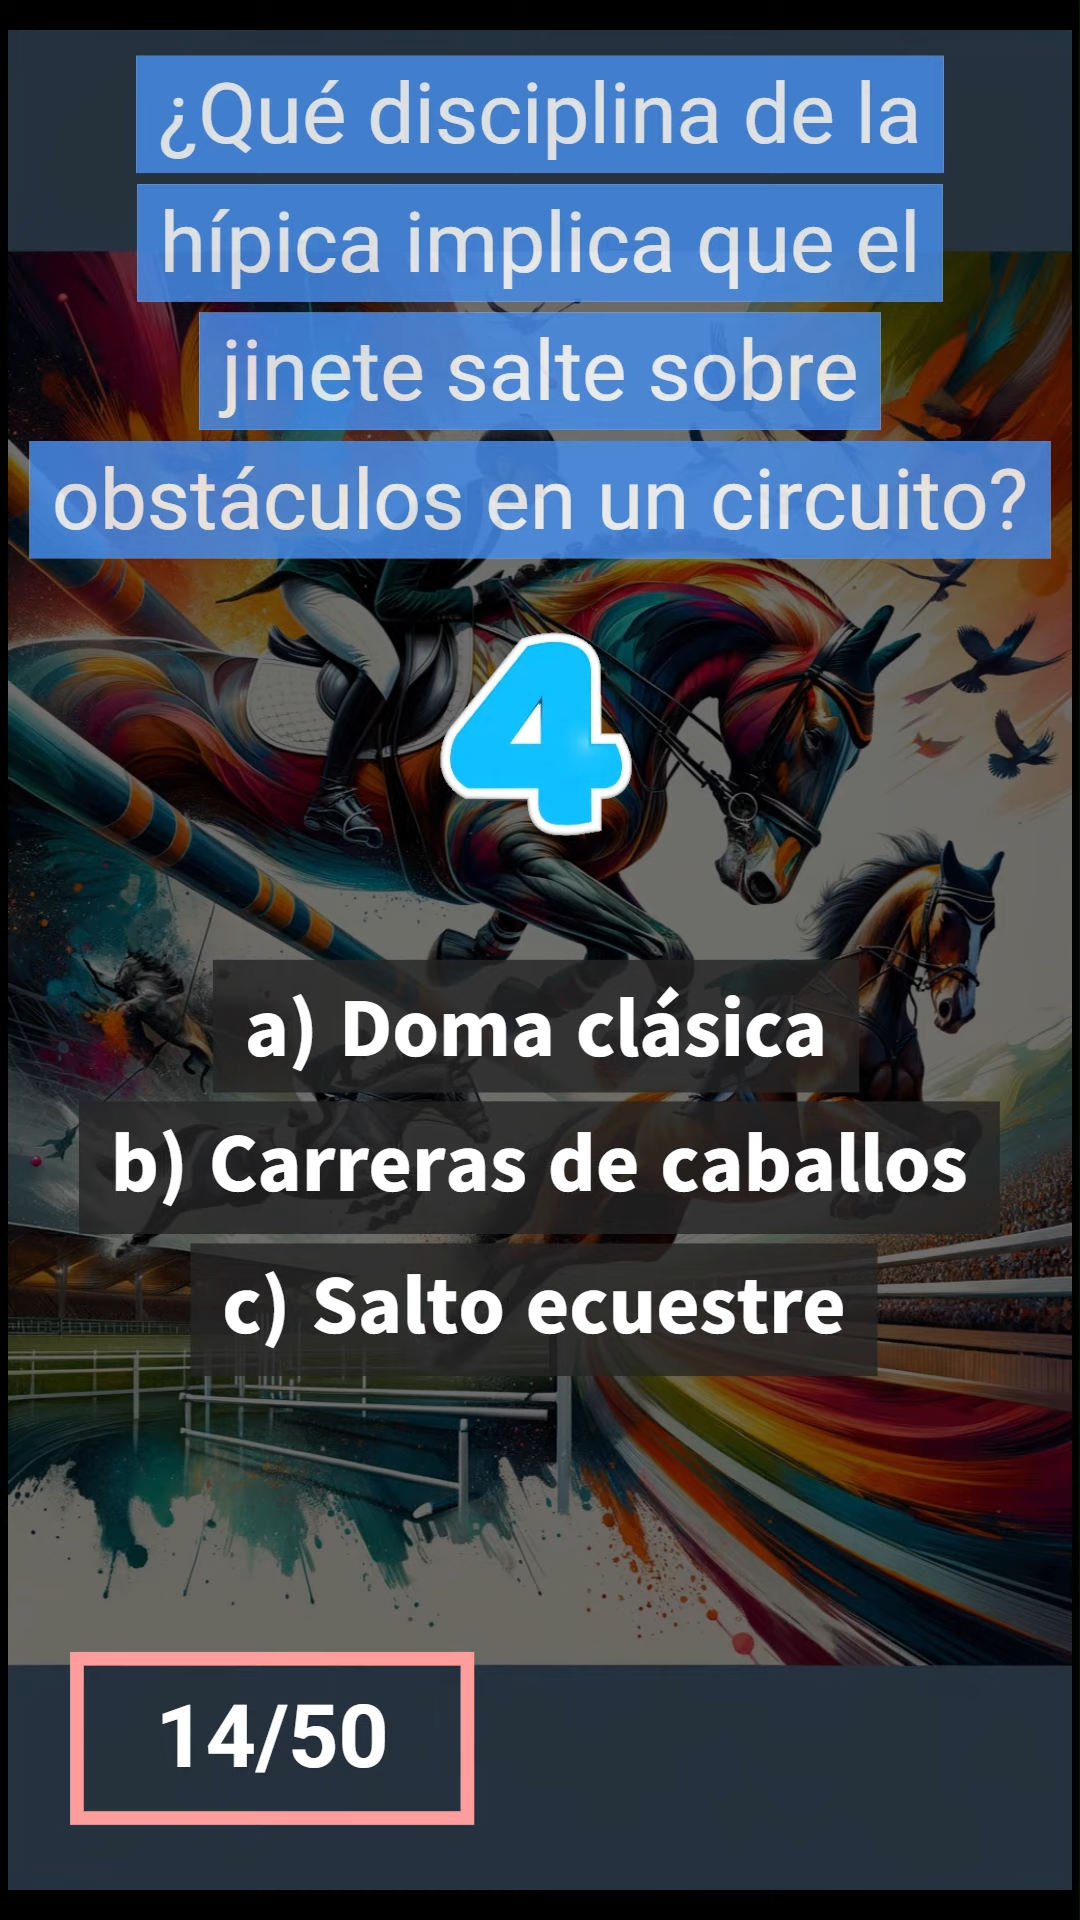 ¿Qué disciplina de la
hípica implica que el
jinete salte sobre
obstáculos en un circuito?
4
a) Doma clásica
b) Carreras de caballos
c) Salto ecuestre
14/50